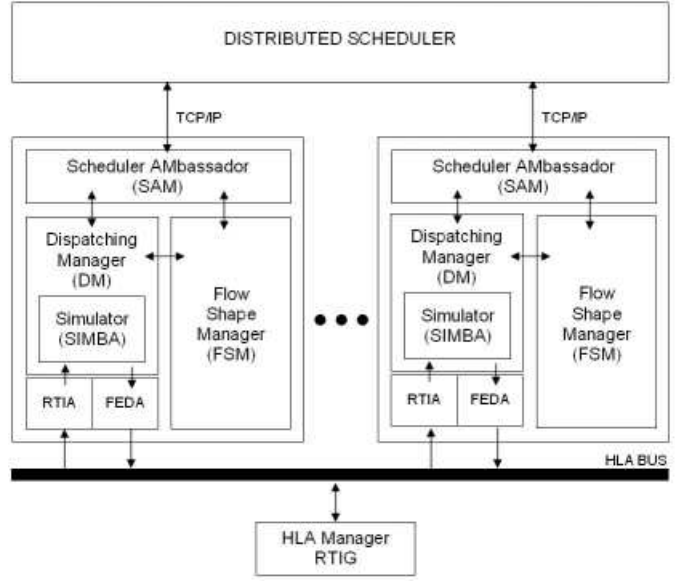 DISTRIBUTED SCHEDULER
TCP/IP
TCP/IP
Scheduler AMbassador
(SAM)
Dispatching
Manager
(DM)
Simulator
(SIMBA)
Flow
Shape
Manager
(FSM)
RTIA
FEDA
Scheduler AMbassador
(SAM)
Dispatching
Manager
(DM)
Simulator
(SIMBA)
Flow
Shape
Manager
(FSM)
RTIA
FEDA
HLA BUS
HLA Manager
RTIG